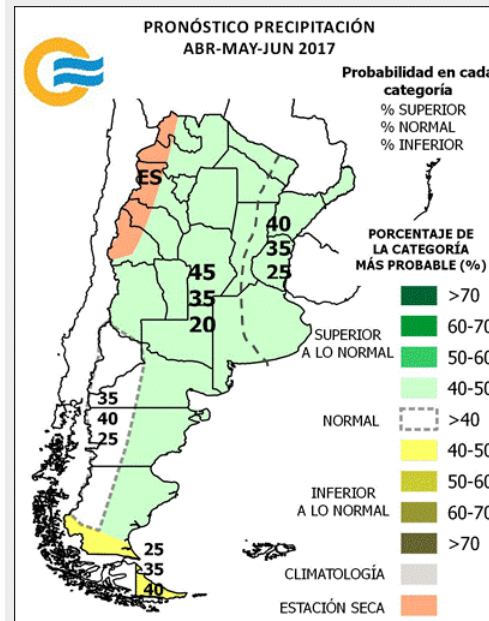 PRONÓSTICO PRECIPITACIÓN
ABR-MAY-JUN 2017
Probabilidad en cada
categoría
% SUPERIOR
% NORMAL
% INFERIOR
ES
40
35
25
45
35
20
35
40
25
25
35
40
PORCENTAJE DE
LA CATEGORÍA
MÁS PROBABLE (%)
>70
60-70
50-60
SUPERIOR
A LO NORMAL
40-50
NORMAL
>40
40-50
50-60
INFERIOR
A LO NORMAL
60-70
>70
CLIMATOLOGÍA
ESTACIÓN SECA